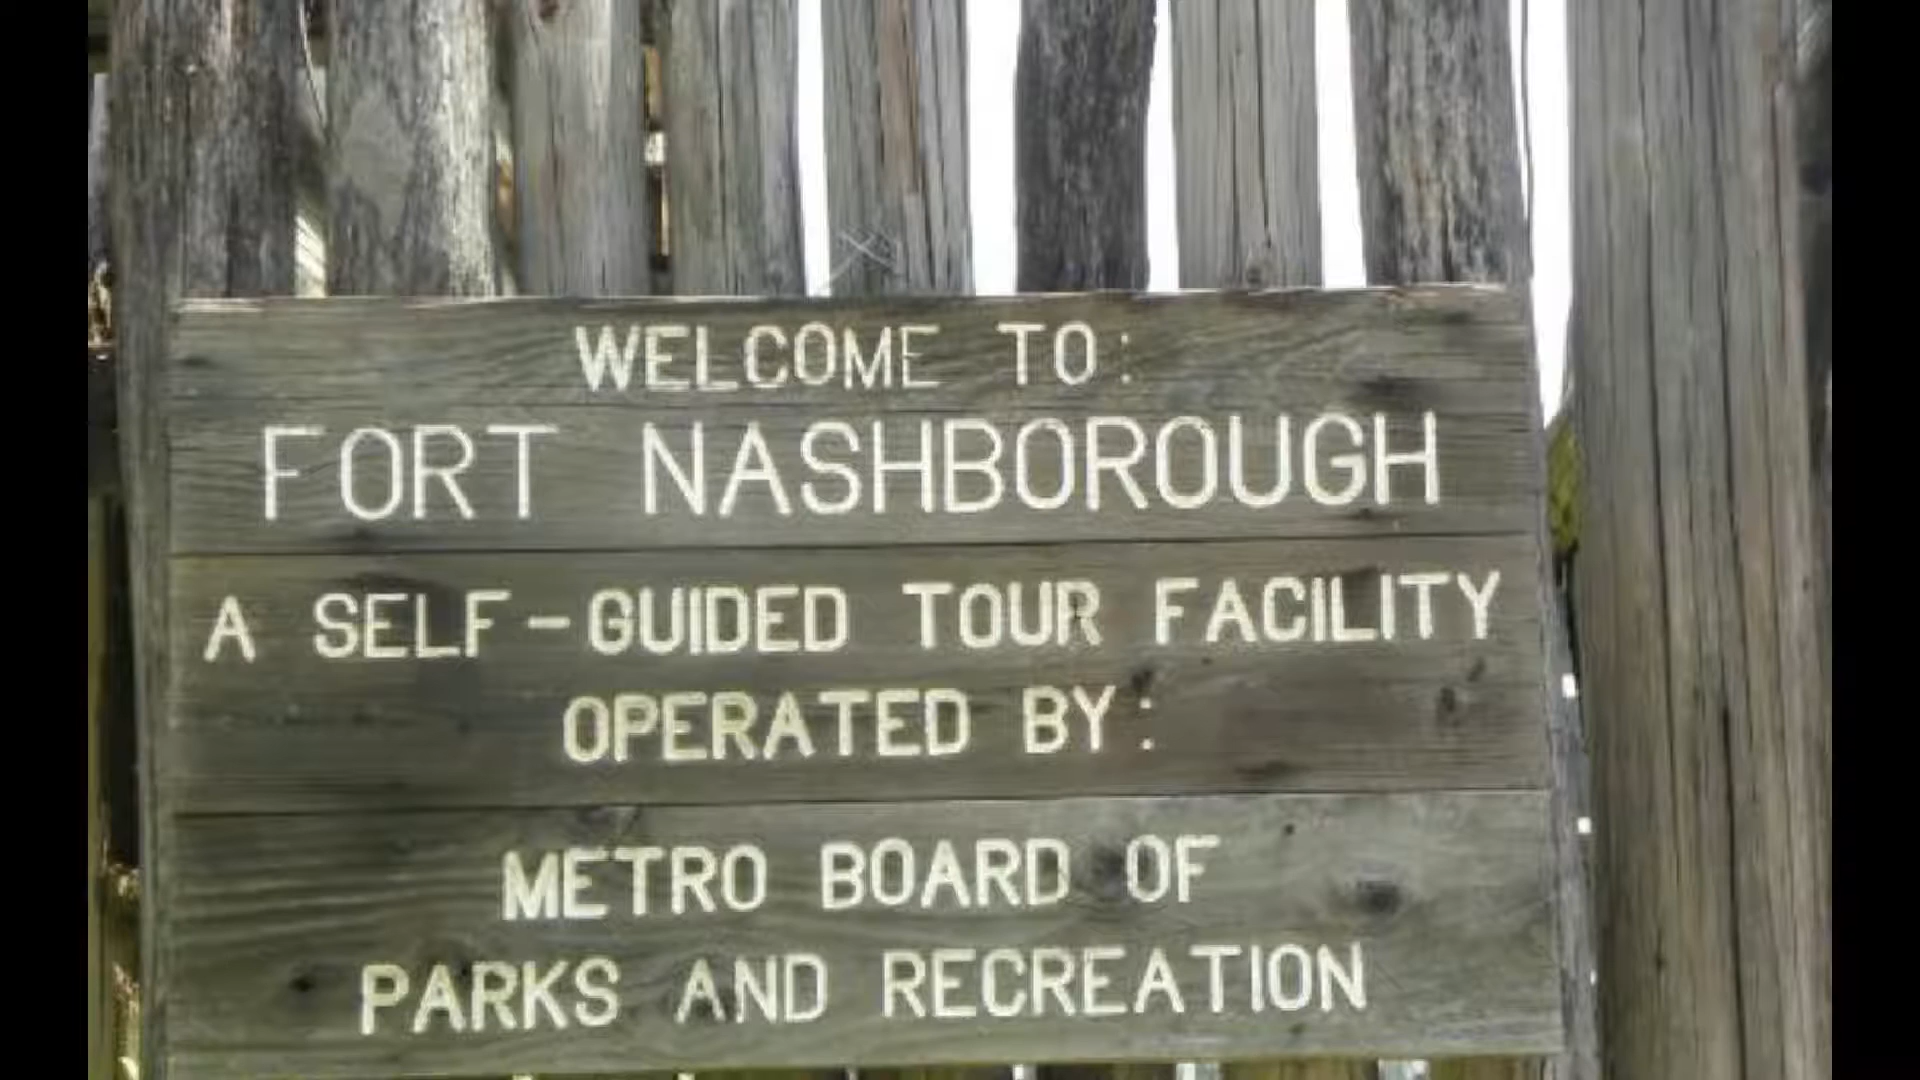 WELCOME TO:
FORT NASHBOROUGH
A SELF-GUIDED TOUR FACILITY
OPERATED BY:
METRO BOARD OF
PARKS AND RECREATION